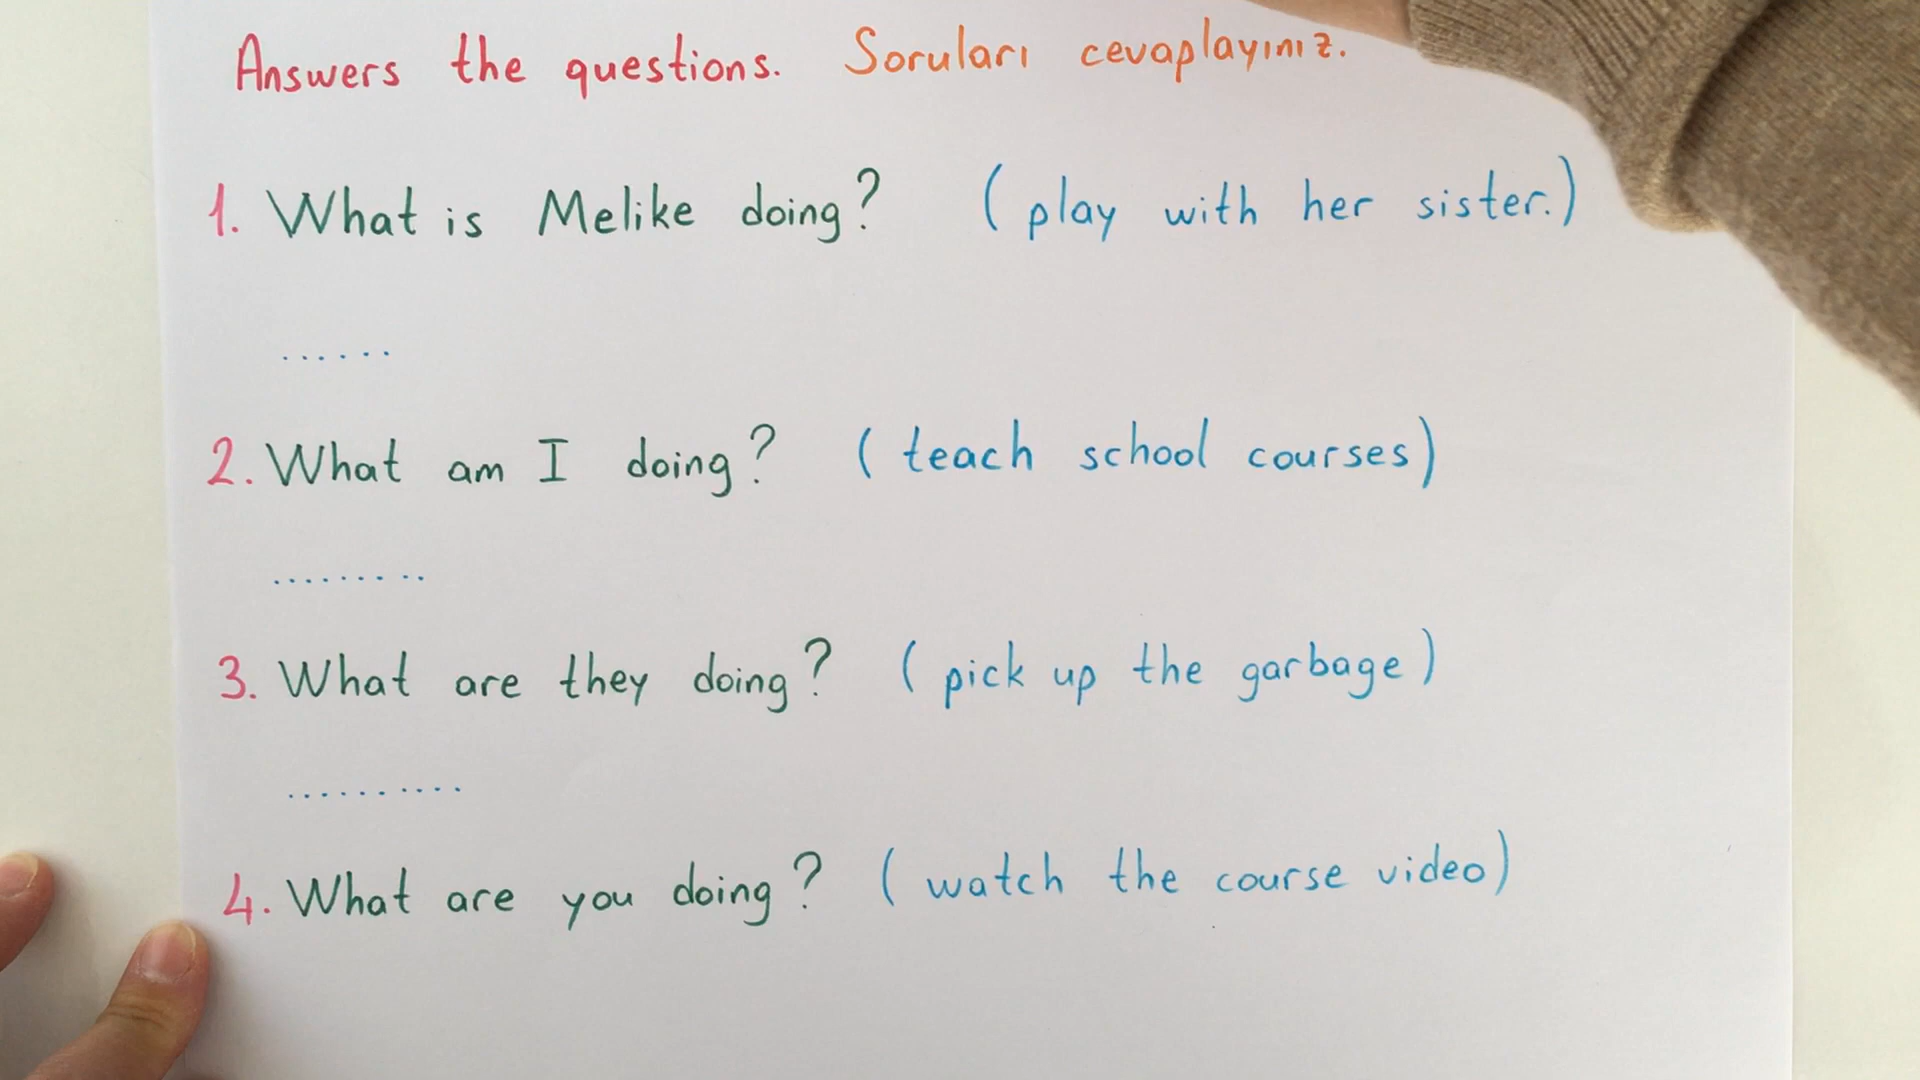 Answers the questions. Soruları cevaplayınız.
1. What is Melike doing? (play with her sister.)
......
2. What am I doing? (teach school courses)
.........
3. What are they doing? (pick up the garbage)
..........
4. What are you doing? (watch the course video)